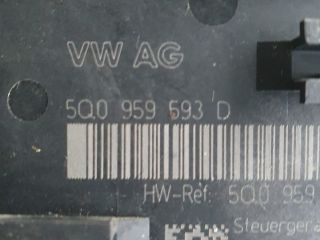 VW AG
5Q0 959 593 D
HW-Ref: 5Q0 959
Steuergerä